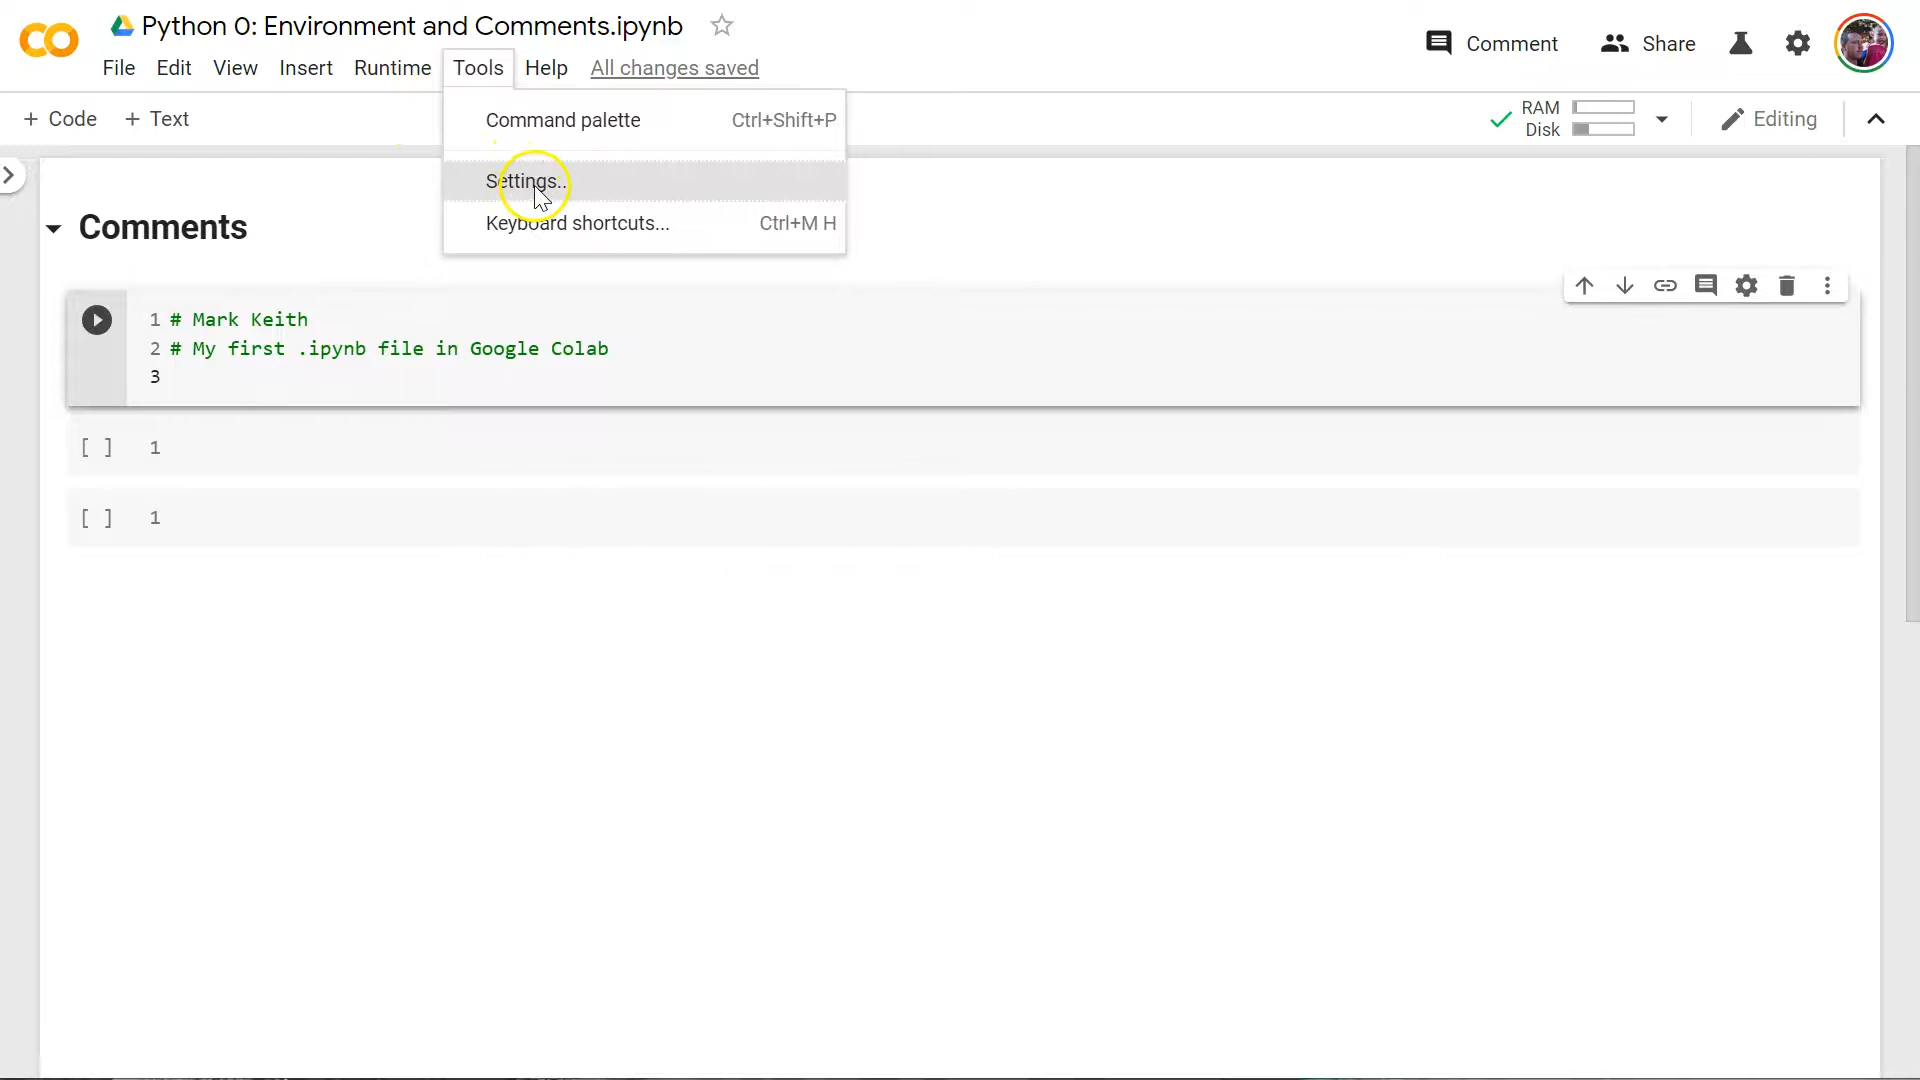 Python 0: Environment and Comments.ipynb
Comment
Share
File Edit View Insert Runtime Tools Help All changes saved
+ Code + Text
RAM
Disk
Editing
Command palette Ctrl+Shift+P
Settings...
Keyboard shortcuts... Ctrl+M H
Comments
1 # Mark Keith
2 # My first .ipynb file in Google Colab
3
[ ] 1
[ ] 1